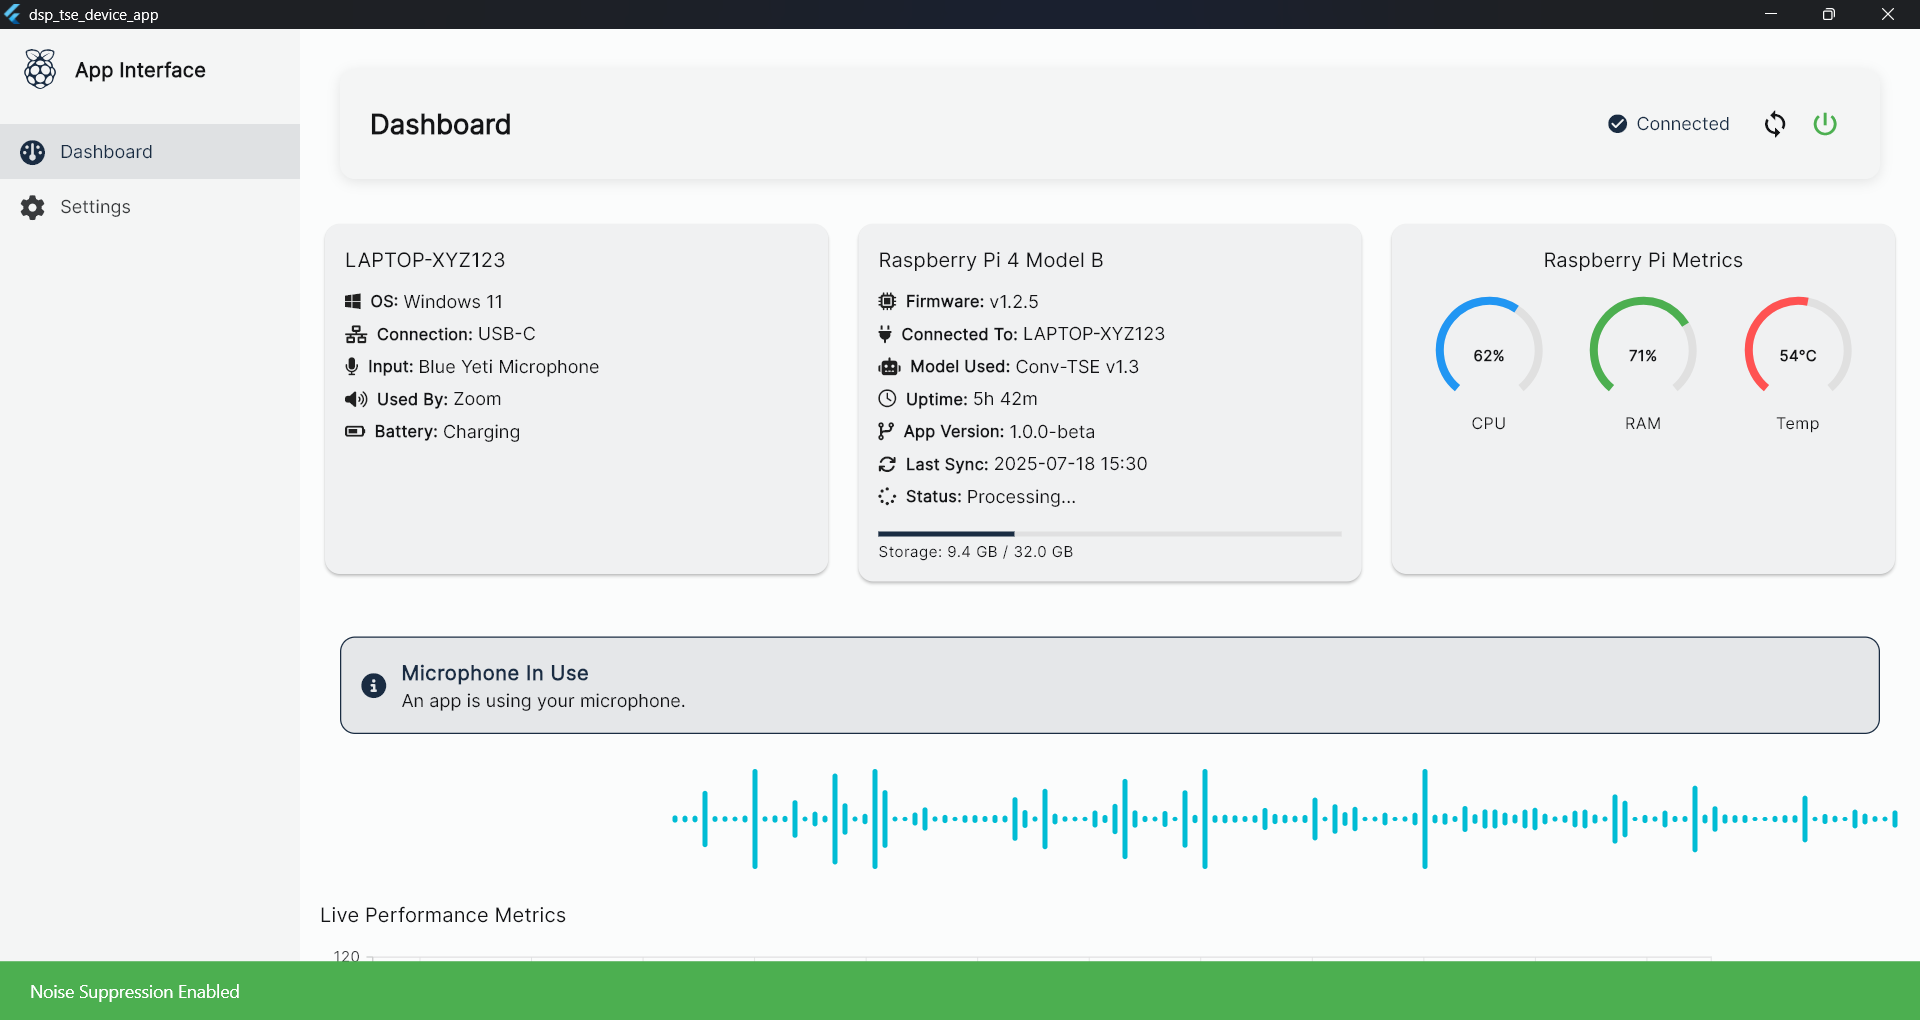 dsp_tse_device_app
App Interface
Dashboard
Settings
Dashboard
Connected
LAPTOP-XYZ123
OS: Windows 11
Connection: USB-C
Input: Blue Yeti Microphone
Used By: Zoom
Battery: Charging
Raspberry Pi 4 Model B
Firmware: v1.2.5
Connected To: LAPTOP-XYZ123
Model Used: Conv-TSE v1.3
Uptime: 5h 42m
App Version: 1.0.0-beta
Last Sync: 2025-07-18 15:30
Status: Processing...
Storage: 9.4 GB / 32.0 GB
Raspberry Pi Metrics
62%
71%
54°C
CPU
RAM
Temp
Microphone In Use
An app is using your microphone.
Live Performance Metrics
120
Noise Suppression Enabled